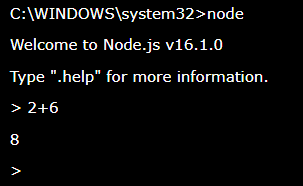 C:\WINDOWS\system32>node
Welcome to Node.js v16.1.0
Type ".help" for more information.
> 2+6
8
>